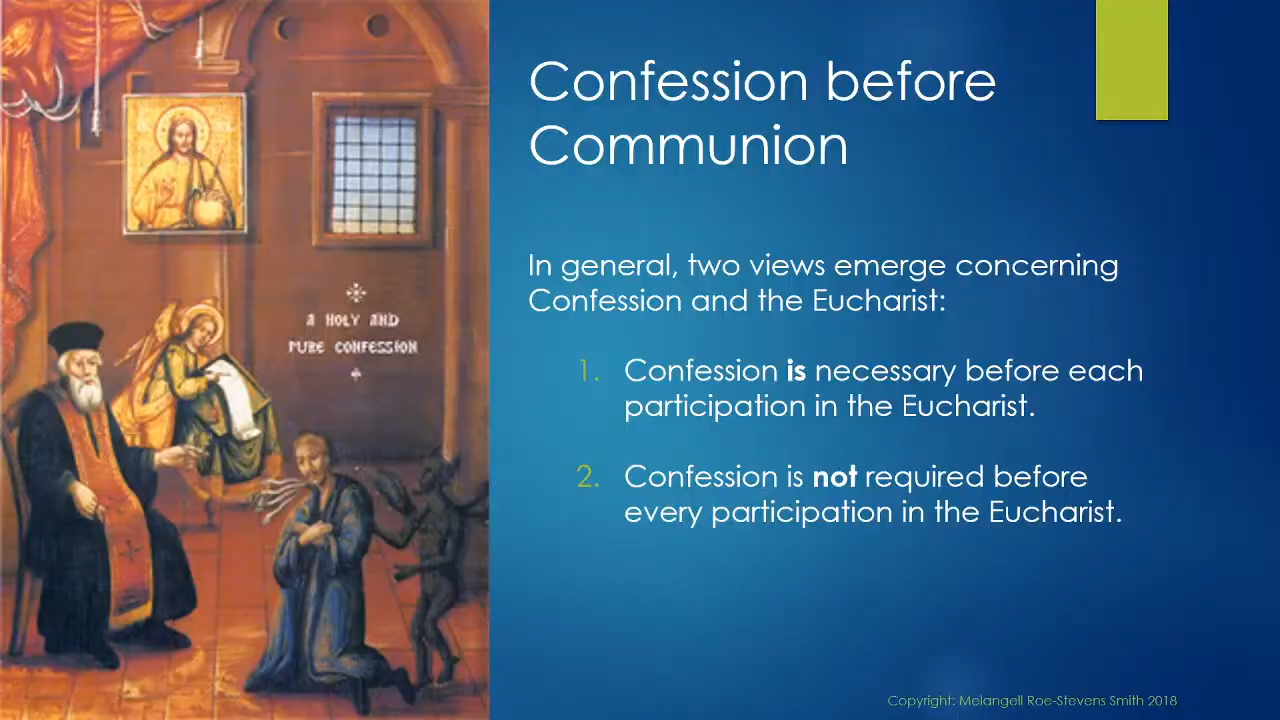 Confession before
Communion
In general, two views emerge concerning
Confession and the Eucharist:
1. Confession is necessary before each
participation in the Eucharist.
2. Confession is not required before
every participation in the Eucharist.
A HOLY AND
PURE CONFESSION
Copyright: Melangell Roe-Stevens Smith 2018